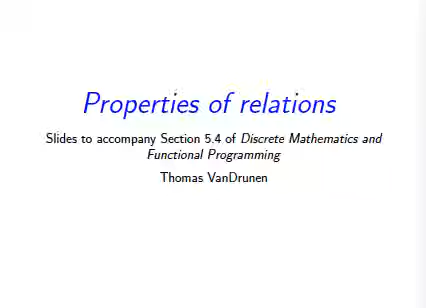 Properties of relations
Slides to accompany Section 5.4 of Discrete Mathematics and
Functional Programming
Thomas VanDrunen